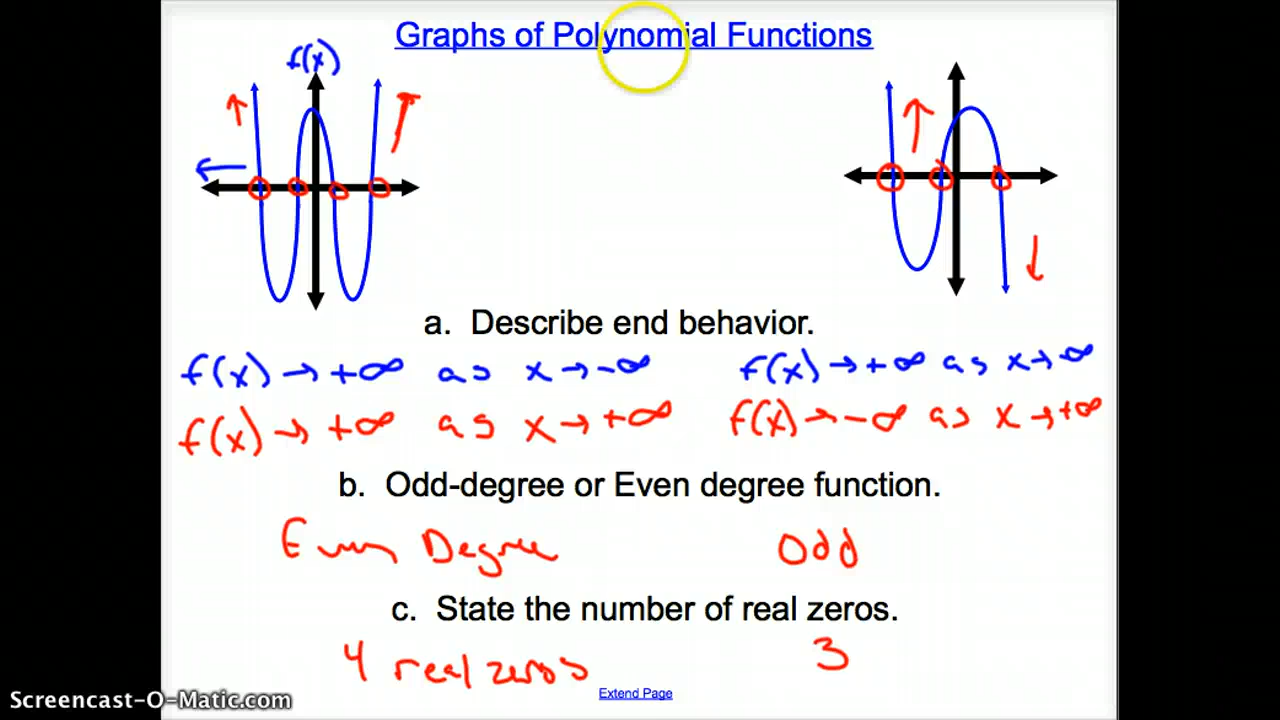 Graphs of Polynomial Functions
f(x)
a. Describe end behavior.
f(x) → +∞ as x → -∞
f(x) → +∞ as x → -∞
f(x) → +∞ as x → +∞
f(x) → -∞ as x → +∞
b. Odd-degree or Even degree function.
Even Degree
Odd
c. State the number of real zeros.
4 real zeros
3
Extend Page
Screencast-O-Matic.com